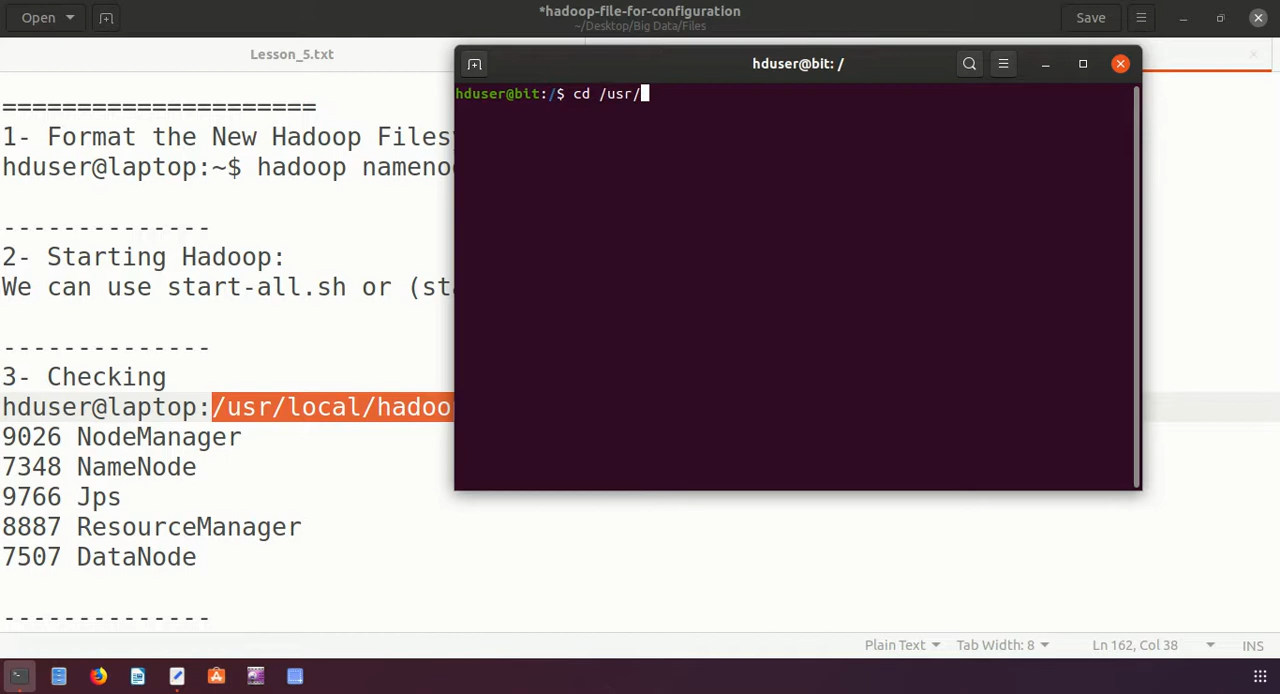 Open
*hadoop-file-for-configuration
~/Desktop/Big Data/Files
Save
Lesson_5.txt
====================
1- Format the New Hadoop Files
hduser@laptop:~$ hadoop nameno
--------------
2- Starting Hadoop:
We can use start-all.sh or (sta
--------------
3- Checking
hduser@laptop:/usr/local/hadoo
9026 NodeManager
7348 NameNode
9766 Jps
8887 ResourceManager
7507 DataNode
--------------
hduser@bit: /
hduser@bit:/$ cd /usr/
Plain Text
Tab Width: 8
Ln 162, Col 38
INS